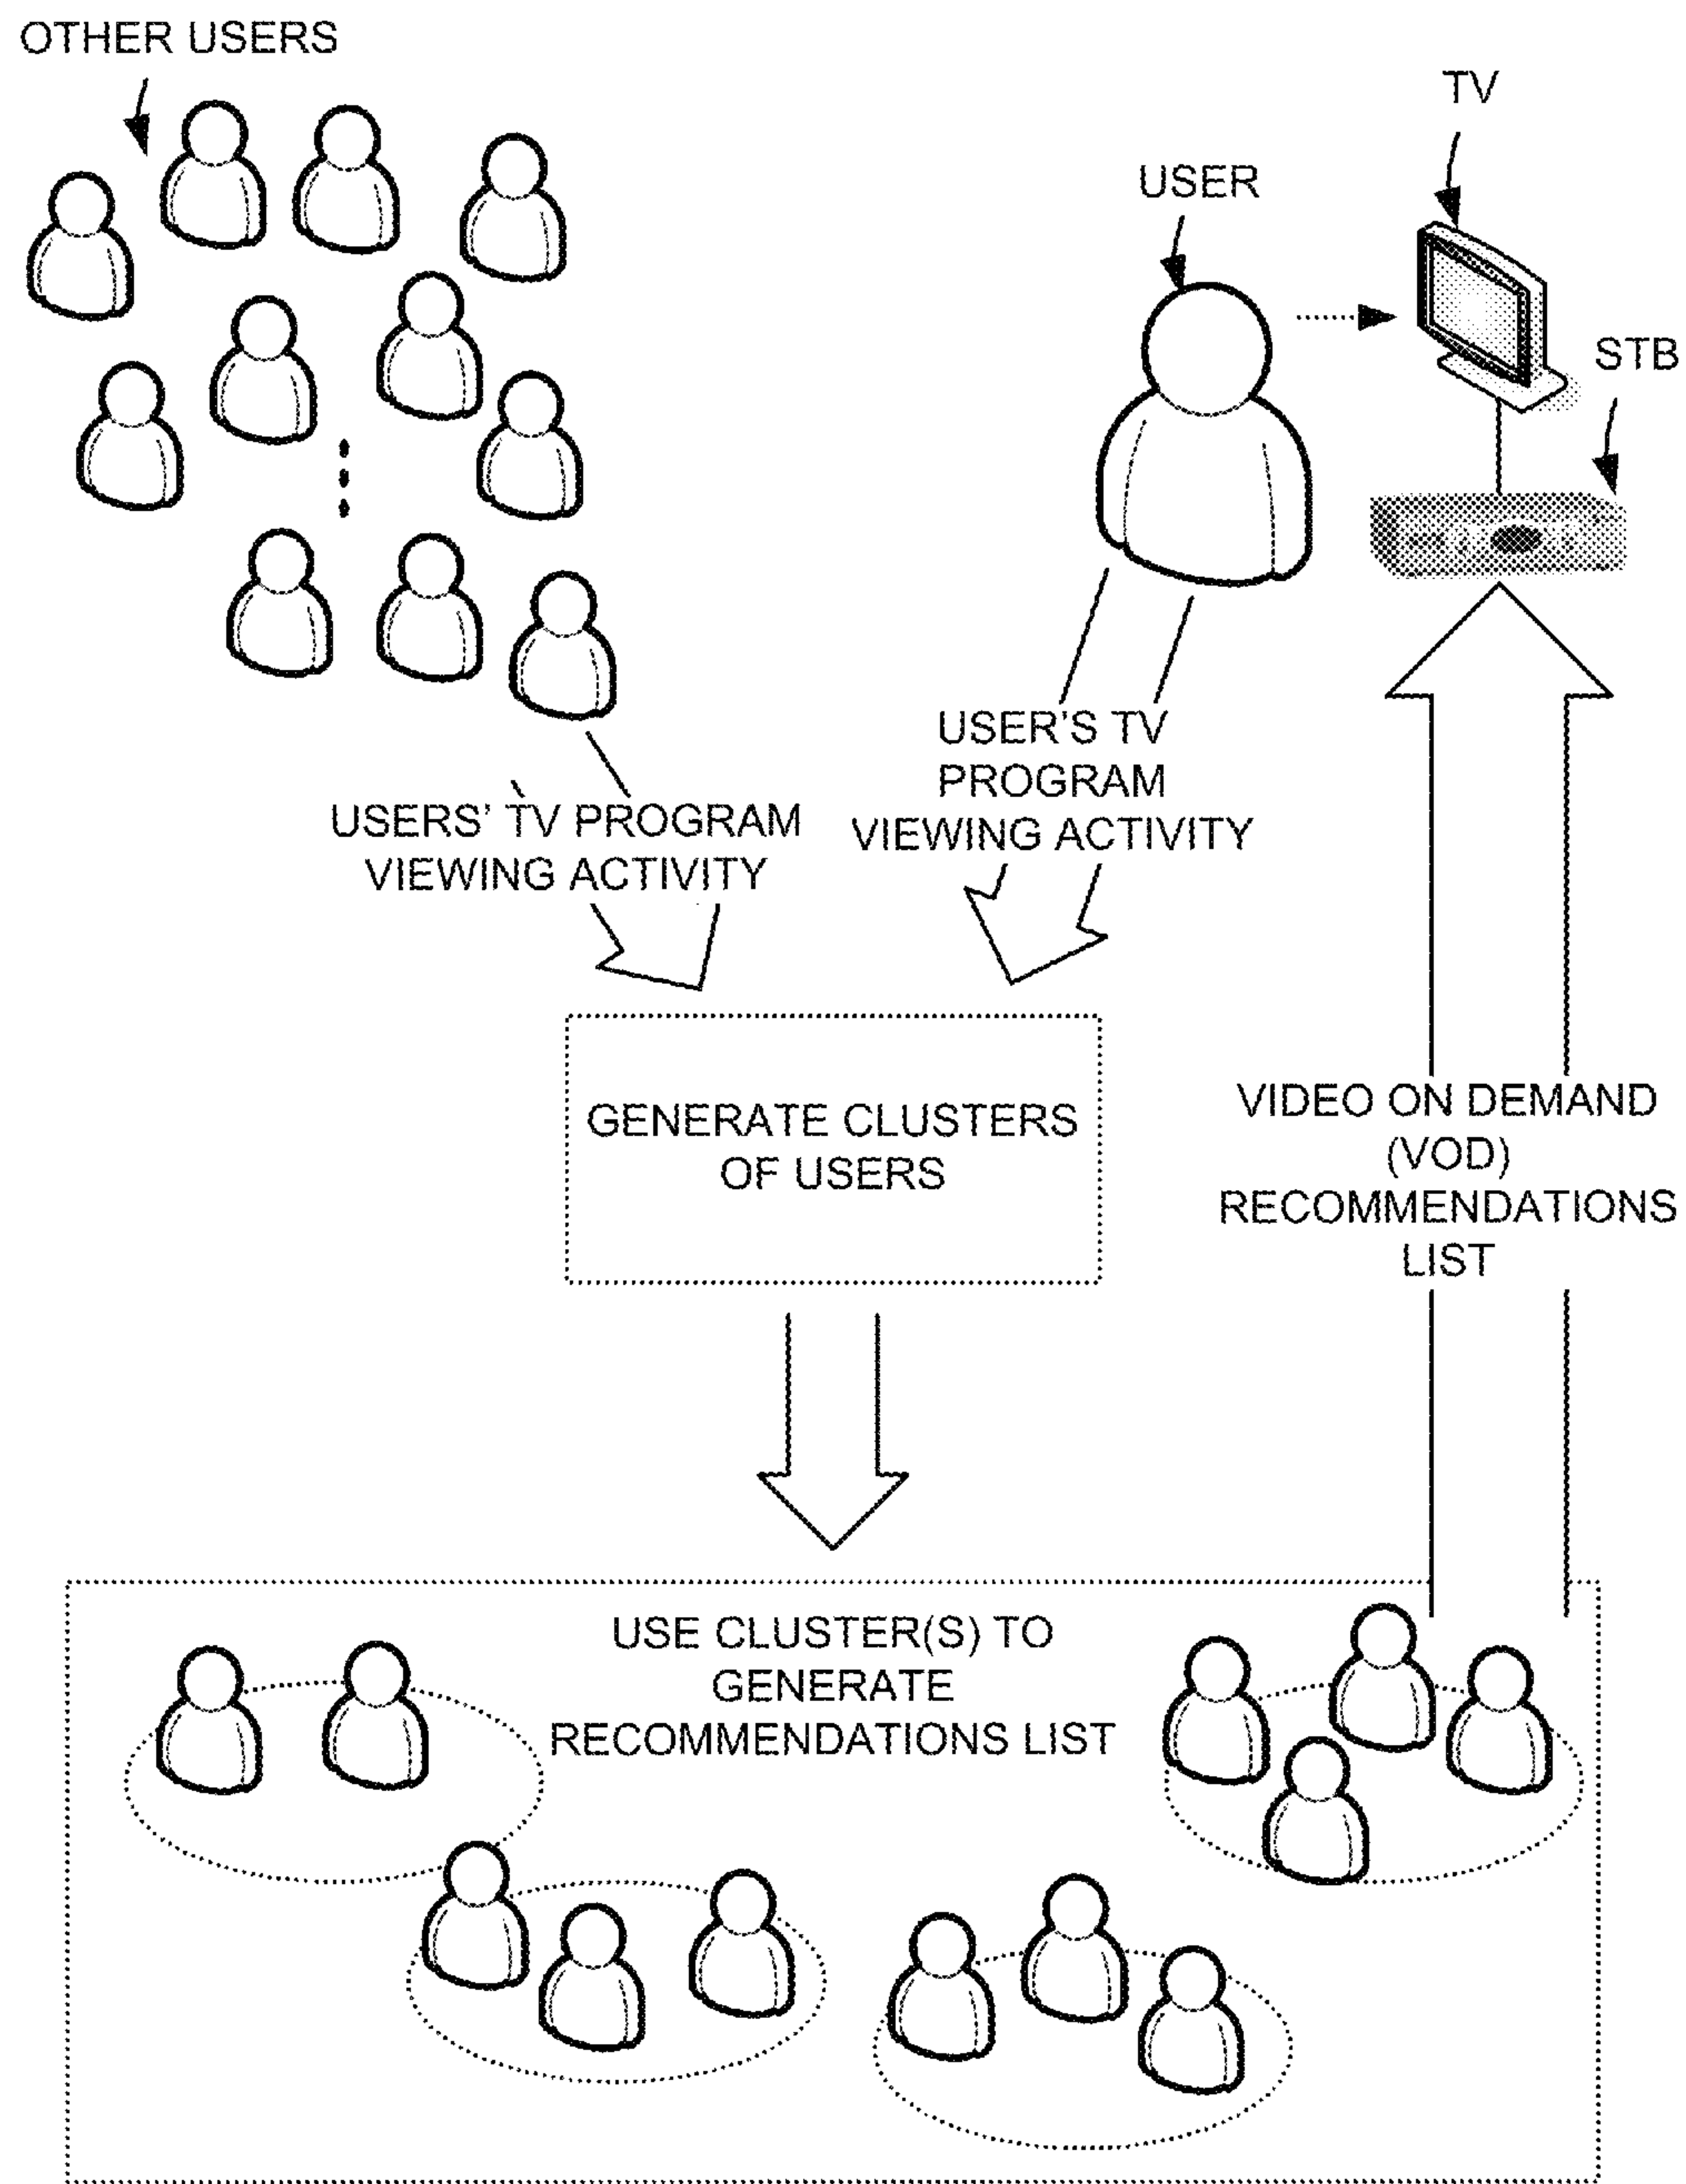 OTHER USERS
TV
USER
STB
USER'S TV
PROGRAM
VIEWING ACTIVITY
USERS' TV PROGRAM
VIEWING ACTIVITY
GENERATE CLUSTERS
OF USERS
VIDEO ON DEMAND
(VOD)
RECOMMENDATIONS
LIST
USE CLUSTER(S) TO
GENERATE
RECOMMENDATIONS LIST